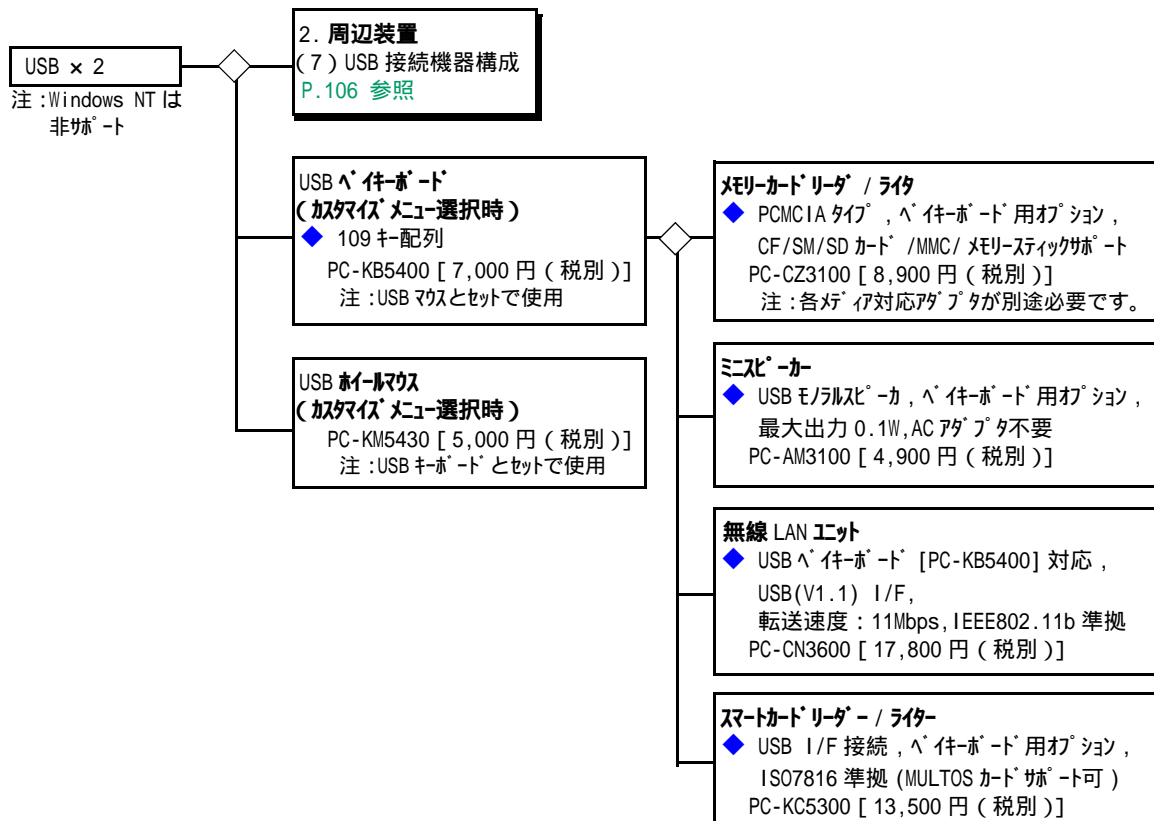 USB × 2
注:Windows NT は
非ｻﾎﾟｰﾄ
2. 周辺装置
(7) USB 接続機器構成
P.106 参照
USB ﾍﾞｲｷｰﾎﾞｰﾄﾞ
(ｶｽﾀﾏｲｽﾞﾒﾆｭｰ選択時)
◆ 109 ｷｰ配列
PC-KB5400 [ 7,000 円 (税別)]
注:USB ﾏｳｽとｾｯﾄで使用
USB ﾎｲｰﾙﾏｳｽ
(ｶｽﾀﾏｲｽﾞﾒﾆｭｰ選択時)
PC-KM5430 [ 5,000 円 (税別)]
注:USB ｷｰﾎﾞｰﾄﾞとｾｯﾄで使用
ﾒﾓﾘｰｶｰﾄﾞﾘｰﾀﾞ / ﾗｲﾀ
◆ PCMCIA ﾀｲﾌﾟ, ﾍﾞｲｷｰﾎﾞｰﾄﾞ用ｵﾌﾟｼｮﾝ,
CF/SM/SD ｶｰﾄﾞ/MMC/ ﾒﾓﾘｰｽﾃｨｯｸｻﾎﾟｰﾄ
PC-CZ3100 [ 8,900 円 (税別)]
注:各ﾒﾃﾞｨｱ対応ｱﾀﾞﾌﾟﾀが別途必要です。
ﾐﾆｽﾋﾟｰｶｰ
◆ USB ﾓﾉﾗﾙｽﾋﾟｰｶ, ﾍﾞｲｷｰﾎﾞｰﾄﾞ用ｵﾌﾟｼｮﾝ,
最大出力 0.1W,AC ｱﾀﾞﾌﾟﾀ不要
PC-AM3100 [ 4,900 円 (税別)]
無線 LAN ﾕﾆｯﾄ
◆ USB ﾍﾞｲｷｰﾎﾞｰﾄﾞ [PC-KB5400] 対応,
USB(V1.1) I/F,
転送速度:11Mbps,IEEE802.11b 準拠
PC-CN3600 [ 17,800 円 (税別)]
ｽﾏｰﾄｶｰﾄﾞﾘｰﾀﾞｰ / ﾗｲﾀｰ
◆ USB I/F 接続, ﾍﾞｲｷｰﾎﾞｰﾄﾞ用ｵﾌﾟｼｮﾝ,
ISO7816 準拠 (MULTOS ｶｰﾄﾞｻﾎﾟｰﾄ可)
PC-KC5300 [ 13,500 円 (税別)]